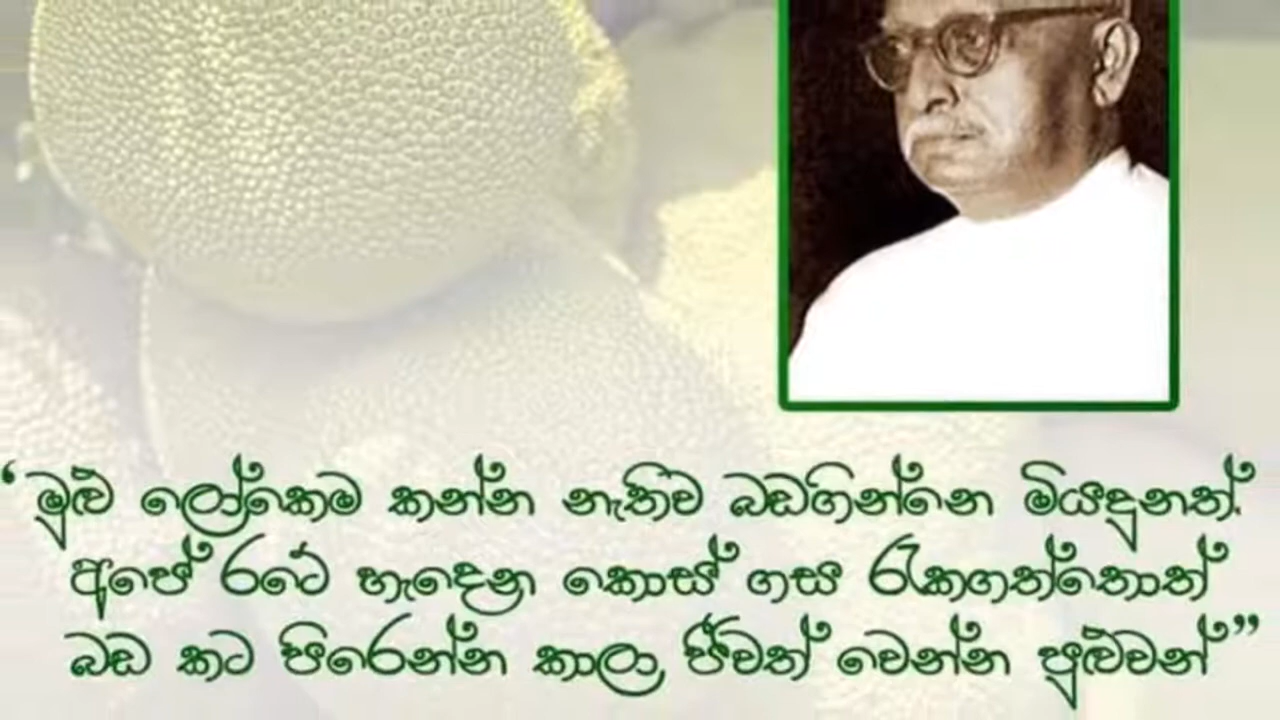 ‘මුළු ලෝකෙම කන්න නැතිව බඩගින්නෙ මියදුනත්
අපේ රටේ හැදෙන කොස් ගස රැකගත්තොත්
බඩ කට පිරෙන්න කාලා, ජීවත් වෙන්න පුළුවන්”